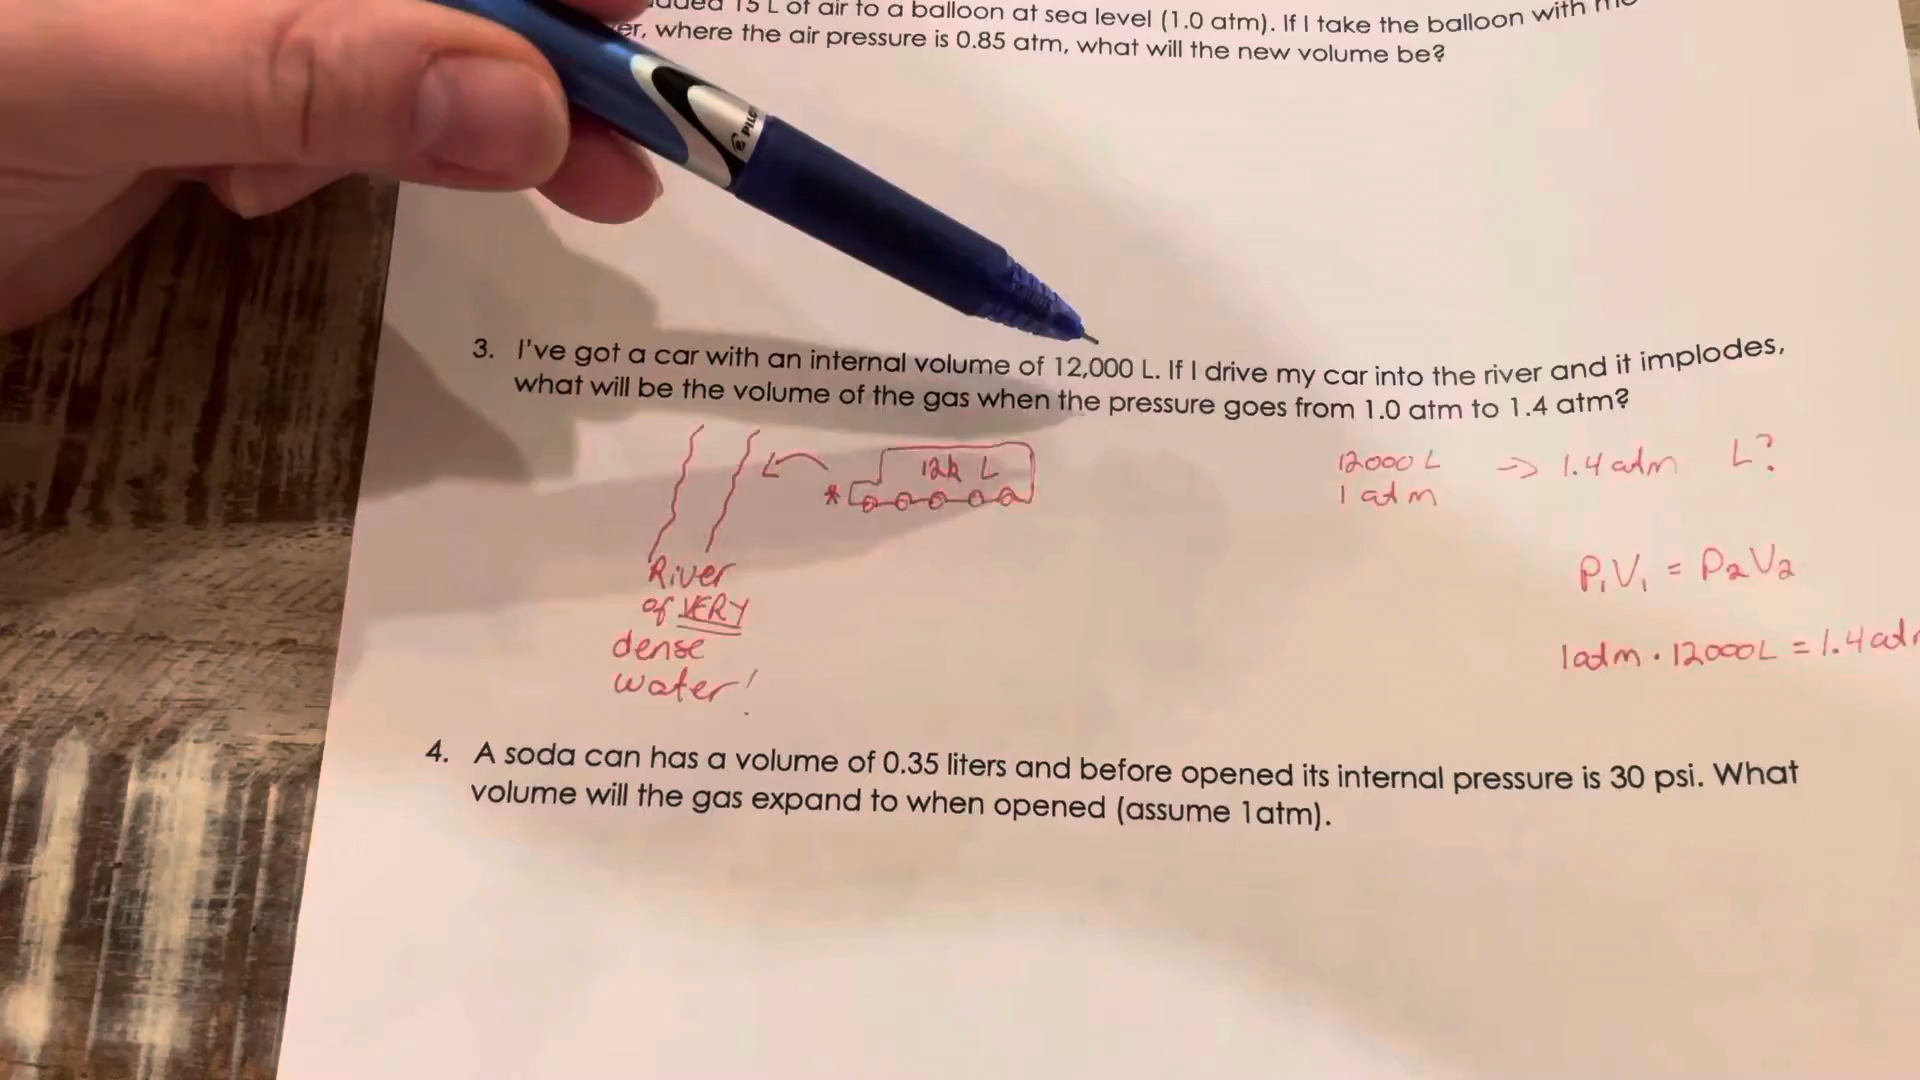 15 L of air to a balloon at sea level (1.0 atm). If I take the balloon with
er, where the air pressure is 0.85 atm, what will the new volume be?
PILO
3. I've got a car with an internal volume of 12,000 L. If I drive my car into the river and it implodes,
what will be the volume of the gas when the pressure goes from 1.0 atm to 1.4 atm?
12k L
12000 L → 1.4 atm L?
1 atm
River
of VERY
dense
water!
P₁V₁ = P₂V₂
1atm · 12000L = 1.4 at
4. A soda can has a volume of 0.35 liters and before opened its internal pressure is 30 psi. What
volume will the gas expand to when opened (assume 1atm).